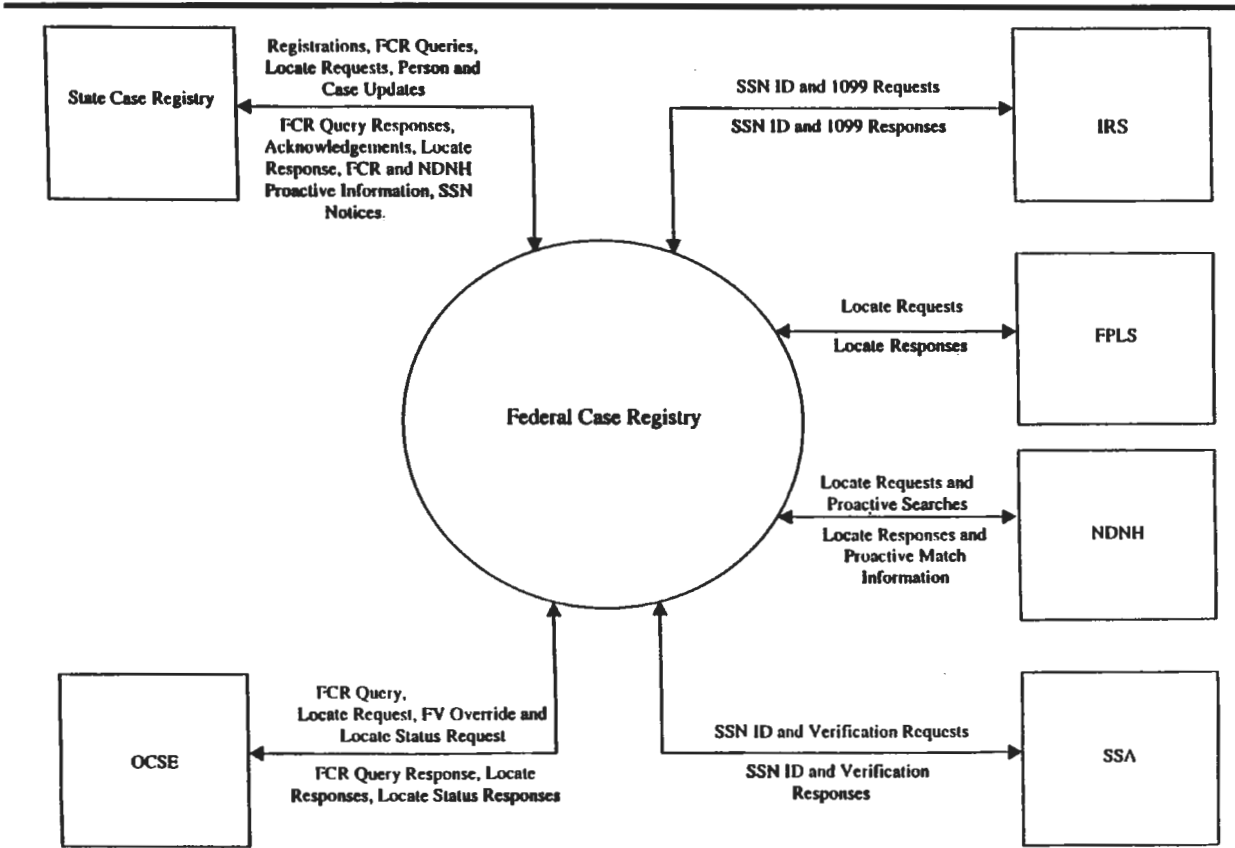 Registrations, FCR Queries,
Locate Requests, Person and
Case Updates
State Case Registry
FCR Query Responses,
Acknowledgements, Locate
Response, FCR and NDNH
Proactive Information, SSN
Notices.
SSN ID and 1099 Requests
SSN ID and 1099 Responses
IRS
Locate Requests
Locate Responses
FPLS
Federal Case Registry
Locate Requests and
Proactive Searches
Locate Responses and
Proactive Match
Information
NDNH
FCR Query,
Locate Request, FV Override and
Locate Status Request
OCSE
FCR Query Response, Locate
Responses, Locate Status Responses
SSN ID and Verification Requests
SSN ID and Verification
Responses
SSA